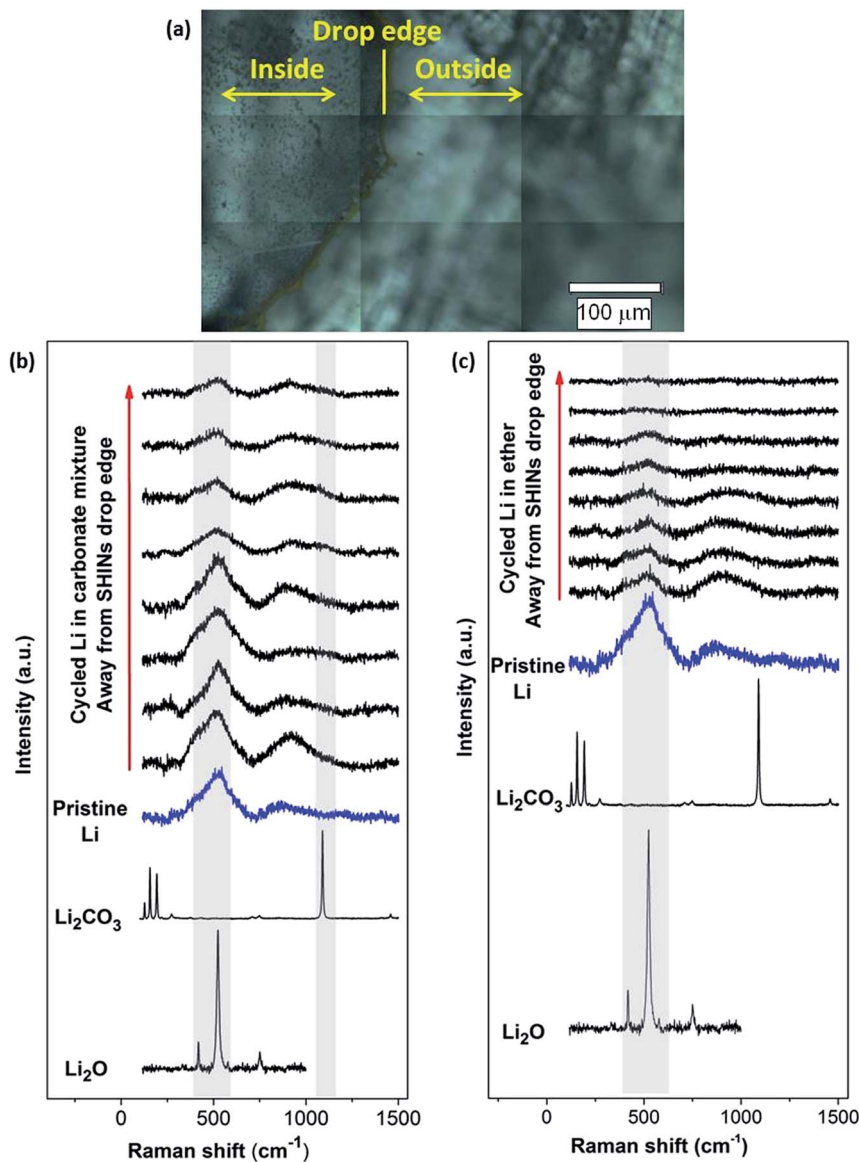 (a)
Drop edge
Inside
Outside
100 μm
(b)
Cycled Li in carbonate mixture
Away from SHINs drop edge
Intensity (a.u.)
Pristine
Li
Li₂CO₃
Li₂O
0 500 1000 1500
Raman shift (cm⁻¹)
(c)
Cycled Li in ether
Away from SHINs drop edge
Intensity (a.u.)
Pristine
Li
Li₂CO₃
Li₂O
0 500 1000 1500
Raman shift (cm⁻¹)